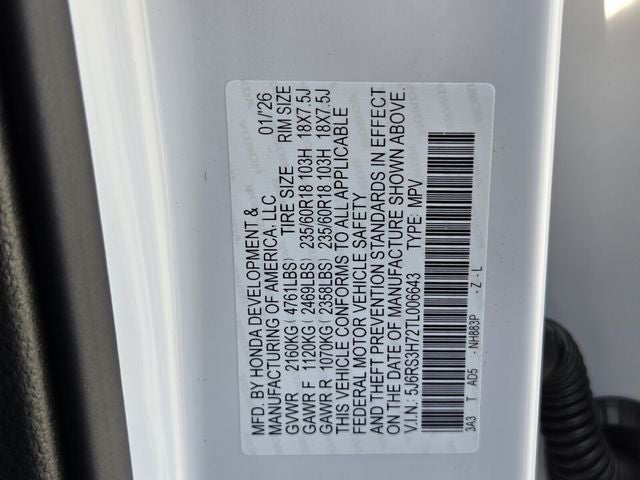 MFD. BY HONDA DEVELOPMENT &
MANUFACTURING OF AMERICA, LLC 01/'26
GVWR 2160KG( 4761LBS) TIRE SIZE RIM SIZE
GAWR F 1120KG( 2469LBS) 235/60R18 103H 18X7.5J
GAWR R 1070KG( 2358LBS) 235/60R18 103H 18X7.5J
THIS VEHICLE CONFORMS TO ALL APPLICABLE
FEDERAL MOTOR VEHICLE SAFETY
AND THEFT PREVENTION STANDARDS IN EFFECT
ON THE DATE OF MANUFACTURE SHOWN ABOVE.
V.I.N.: 5J6RS3H72TL006643 TYPE: MPV
3A3 T AD5 -NH883P -Z-L